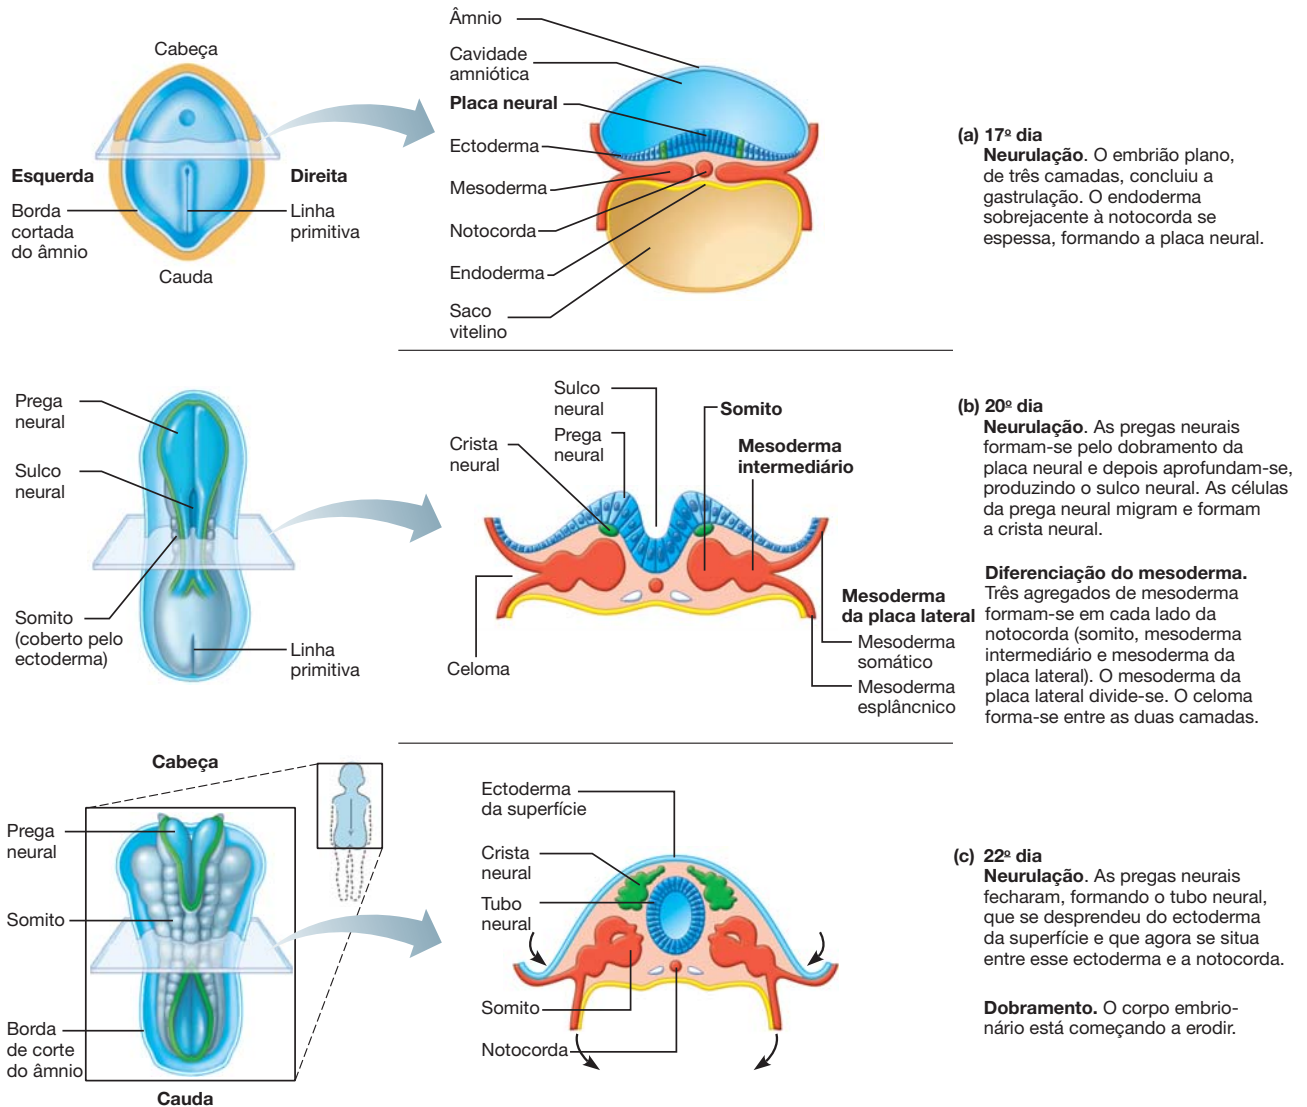 Cabeça
Esquerda
Direita
Borda
cortada
do âmnio
Linha
primitiva
Cauda
Âmnio
Cavidade
amniótica
Placa neural
Ectoderma
Mesoderma
Notocorda
Endoderma
Saco
vitelino
(a) 17º dia
Neurulação. O embrião plano,
de três camadas, concluiu a
gastrulação. O endoderma
sobrejacente à notocorda se
espessa, formando a placa neural.
Prega
neural
Sulco
neural
Somito
(coberto pelo
ectoderma)
Linha
primitiva
Sulco
neural
Crista
neural
Prega
neural
Somito
Mesoderma
intermediário
Celoma
Mesoderma
da placa lateral
Mesoderma
somático
Mesoderma
esplâncnico
(b) 20º dia
Neurulação. As pregas neurais
formam-se pelo dobramento da
placa neural e depois aprofundam-se,
produzindo o sulco neural. As células
da prega neural migram e formam
a crista neural.
Diferenciação do mesoderma.
Três agregados de mesoderma
formam-se em cada lado da
notocorda (somito, mesoderma
intermediário e mesoderma da
placa lateral). O mesoderma da
placa lateral divide-se. O celoma
forma-se entre as duas camadas.
Cabeça
Prega
neural
Somito
Borda
de corte
do âmnio
Cauda
Ectoderma
da superfície
Crista
neural
Tubo
neural
Somito
Notocorda
(c) 22º dia
Neurulação. As pregas neurais
fecharam, formando o tubo neural,
que se desprendeu do ectoderma
da superfície e que agora se situa
entre esse ectoderma e a notocorda.
Dobramento. O corpo embrio-
nário está começando a erodir.